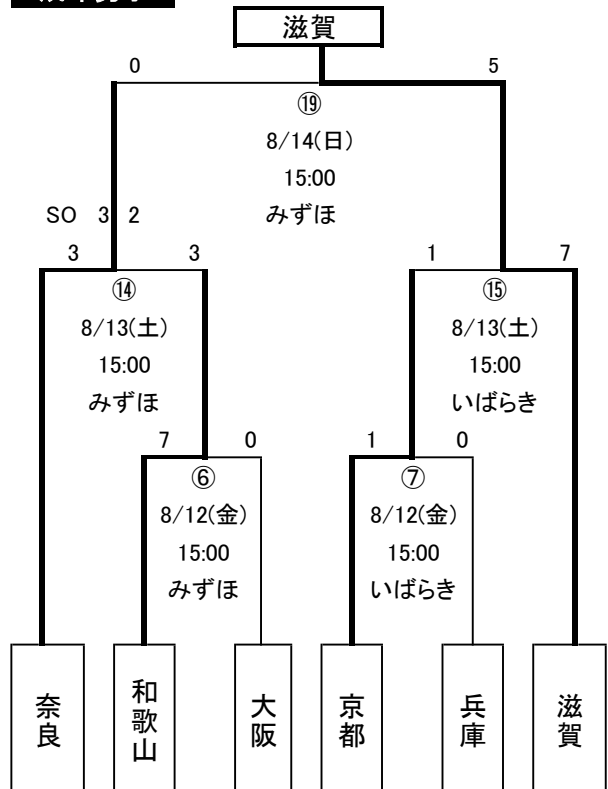 滋賀
0 5
⑲
8/14(日)
15:00
みずほ
SO 3 2
3 3 1 7
⑭ ⑮
8/13(土) 8/13(土)
15:00 15:00
みずほ いばらき
7 0 1 0
⑥ ⑦
8/12(金) 8/12(金)
15:00 15:00
みずほ いばらき
奈良 和歌山 大阪 京都 兵庫 滋賀